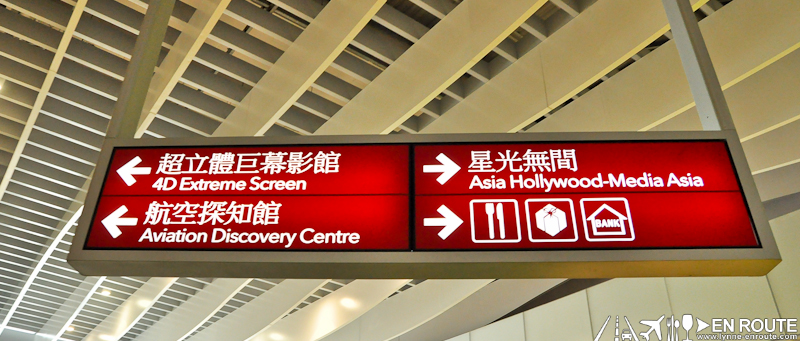 超立體巨幕影館
4D Extreme Screen
航空探知館
Aviation Discovery Centre
星光無間
Asia Hollywood-Media Asia
BANK
EN ROUTE
www.lynne-enroute.com